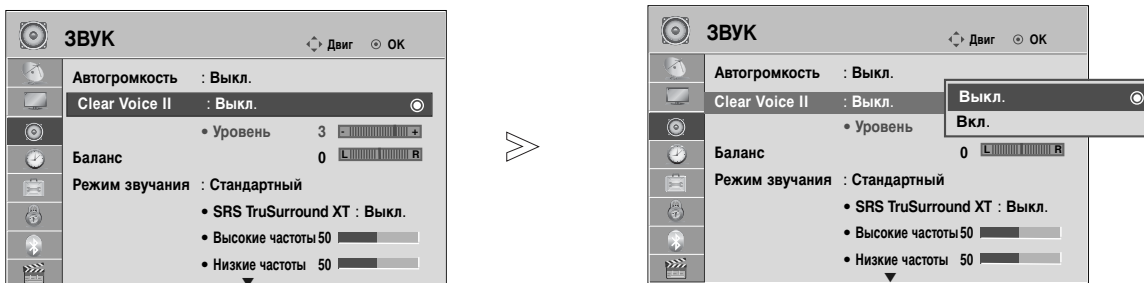 ЗВУК
Двиг ОК
Автогромкость : Выкл.
Clear Voice II : Выкл.
• Уровень 3 - +
Баланс 0 L R
Режим звучания : Стандартный
• SRS TruSurround XT : Выкл.
• Высокие частоты 50
• Низкие частоты 50
ЗВУК
Двиг ОК
Автогромкость : Выкл.
Clear Voice II : Выкл.
• Уровень
Выкл.
Вкл.
Баланс 0 L R
Режим звучания : Стандартный
• SRS TruSurround XT : Выкл.
• Высокие частоты 50
• Низкие частоты 50